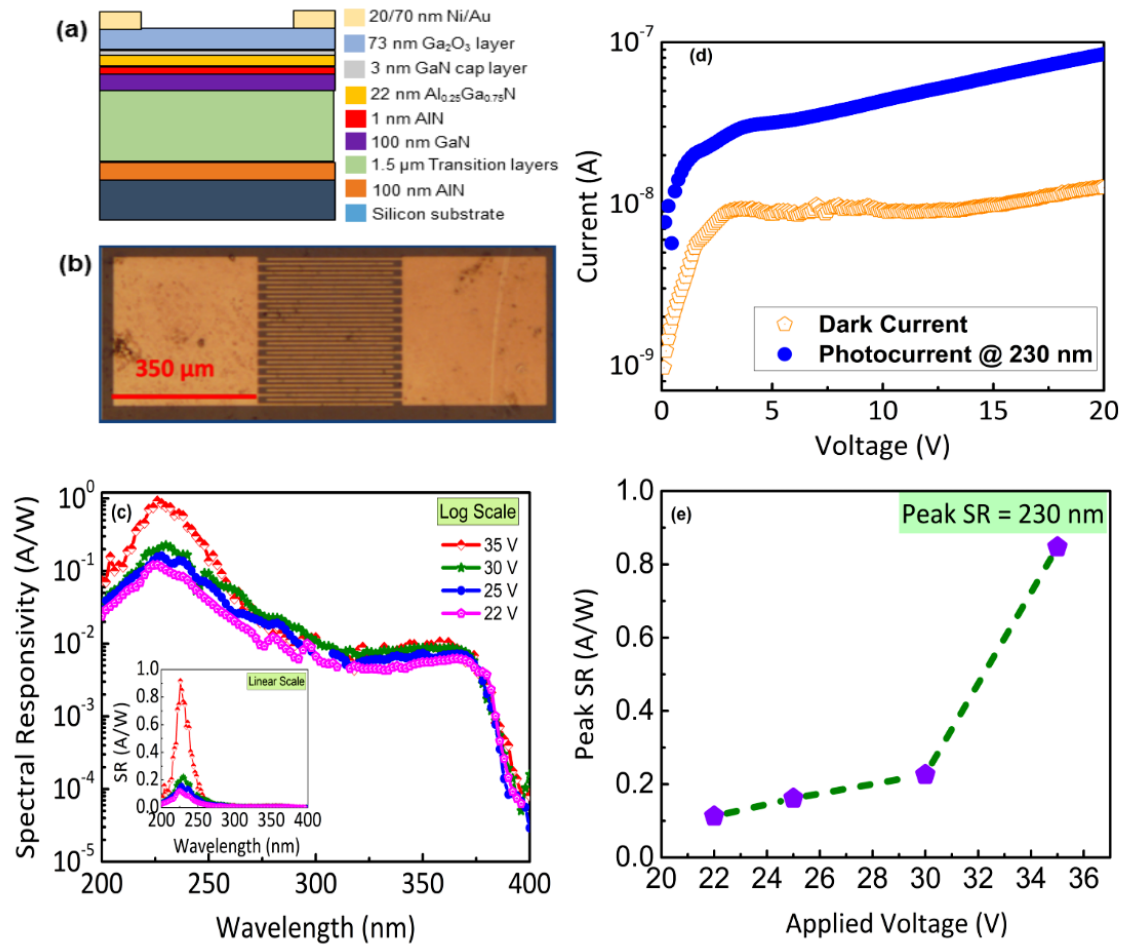 (a)
20/70 nm Ni/Au
73 nm Ga₂O₃ layer
3 nm GaN cap layer
22 nm Al₀.₂₅Ga₀.₇₅N
1 nm AlN
100 nm GaN
1.5 µm Transition layers
100 nm AlN
Silicon substrate
(b)
350 µm
(d)
Current (A)
10⁻⁷
10⁻⁸
10⁻⁹
Dark Current
Photocurrent @ 230 nm
0 5 10 15 20
Voltage (V)
(c)
Log Scale
35 V
30 V
25 V
22 V
Spectral Responsivity (A/W)
10⁰
10⁻¹
10⁻²
10⁻³
10⁻⁴
10⁻⁵
Linear Scale
SR (A/W)
1.0
0.8
0.6
0.4
0.2
0.0
200 250 300 350 400
Wavelength (nm)
200 250 300 350 400
Wavelength (nm)
(e)
Peak SR = 230 nm
Peak SR (A/W)
1.0
0.8
0.6
0.4
0.2
0.0
20 22 24 26 28 30 32 34 36
Applied Voltage (V)